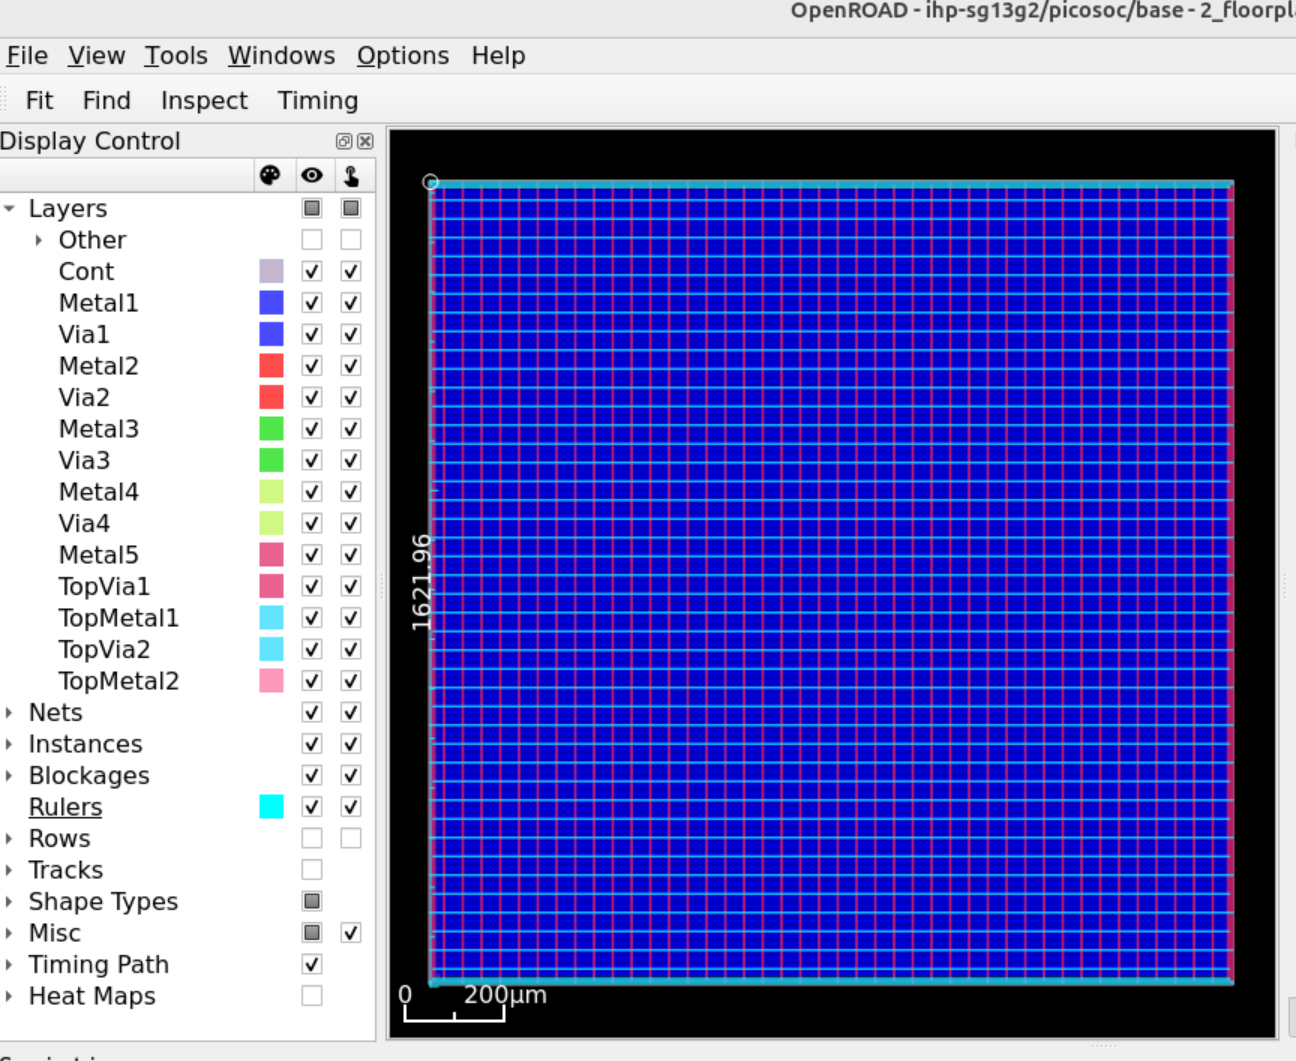 OpenROAD - ihp-sg13g2/picosoc/base - 2_floorpl
File View Tools Windows Options Help
Fit Find Inspect Timing
Display Control
Layers
Other
Cont
Metal1
Via1
Metal2
Via2
Metal3
Via3
Metal4
Via4
Metal5
TopVia1
TopMetal1
TopVia2
TopMetal2
Nets
Instances
Blockages
Rulers
Rows
Tracks
Shape Types
Misc
Timing Path
Heat Maps
1621.96
0 200μm